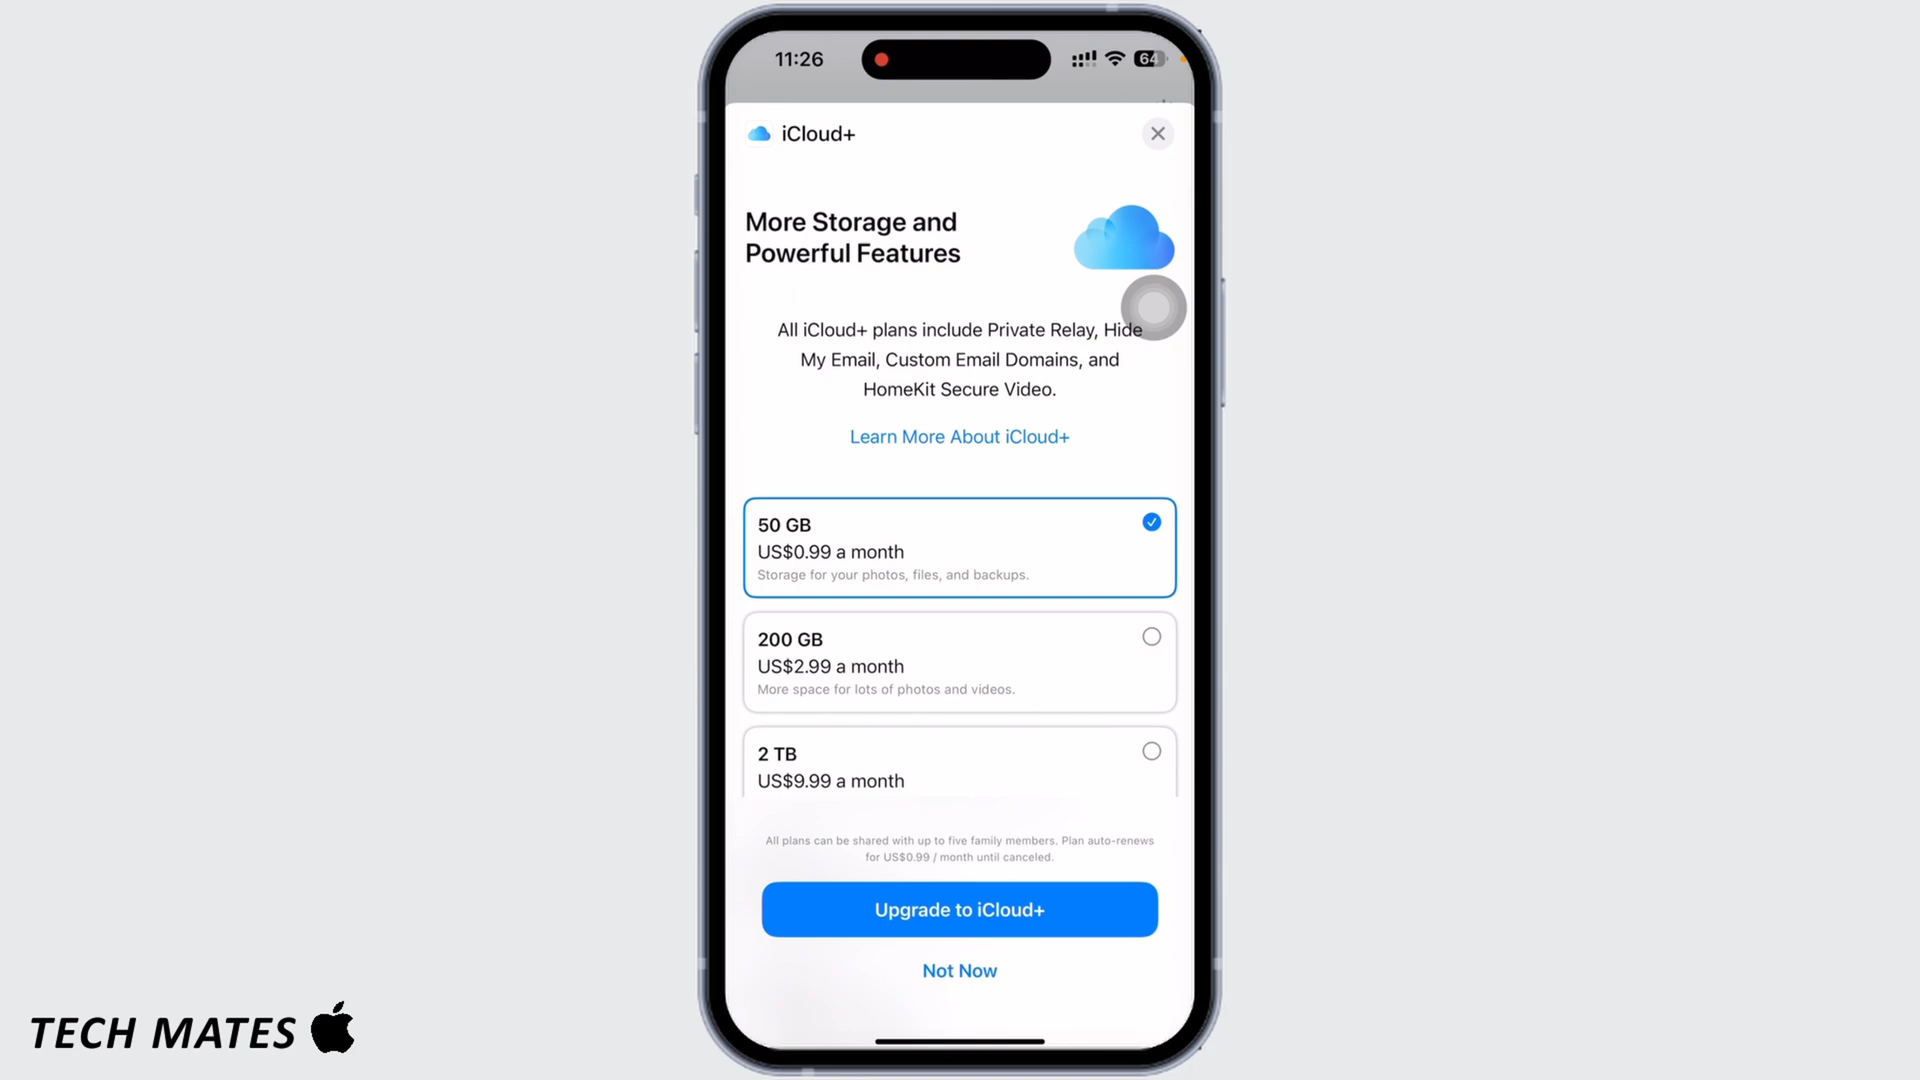 11:26
64
iCloud+
More Storage and
Powerful Features
All iCloud+ plans include Private Relay, Hide
My Email, Custom Email Domains, and
HomeKit Secure Video.
Learn More About iCloud+
50 GB
US$0.99 a month
Storage for your photos, files, and backups.
200 GB
US$2.99 a month
More space for lots of photos and videos.
2 TB
US$9.99 a month
All plans can be shared with up to five family members. Plan auto-renews
for US$0.99 / month until canceled.
Upgrade to iCloud+
Not Now
TECH MATES